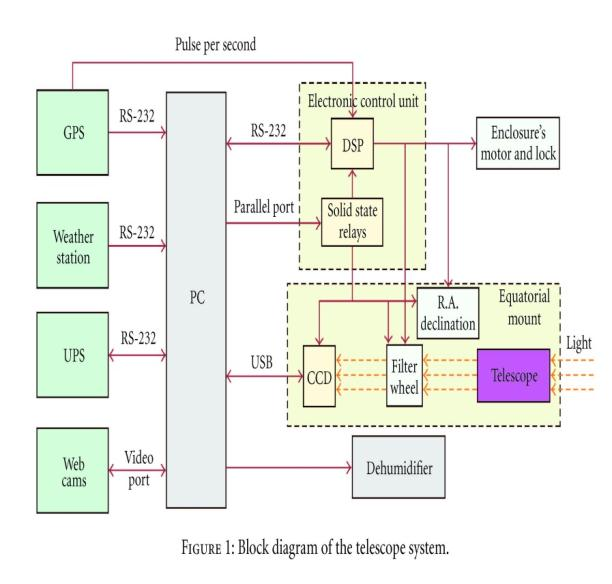 Pulse per second
GPS
RS-232
Electronic control unit
RS-232
DSP
Enclosure's
motor and lock
Weather
station
RS-232
Parallel port
Solid state
relays
PC
R.A.
declination
Equatorial
mount
UPS
RS-232
USB
CCD
Filter
wheel
Telescope
Light
Web
cams
Video
port
Dehumidifier
FIGURE 1: Block diagram of the telescope system.